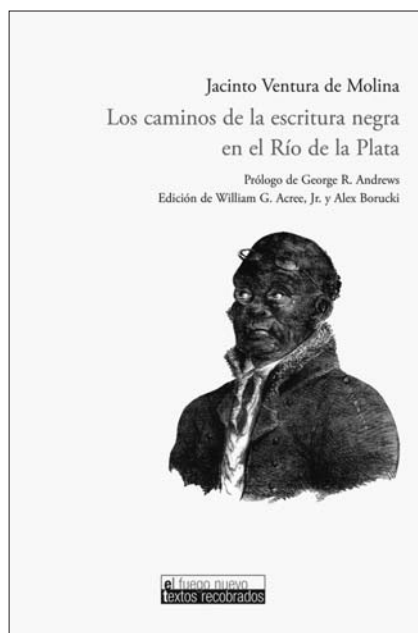 Jacinto Ventura de Molina
Los caminos de la escritura negra
en el Río de la Plata
Prólogo de George R. Andrews
Edición de William G. Acree, Jr. y Alex Borucki
el fuego nuevo
textos recobrados